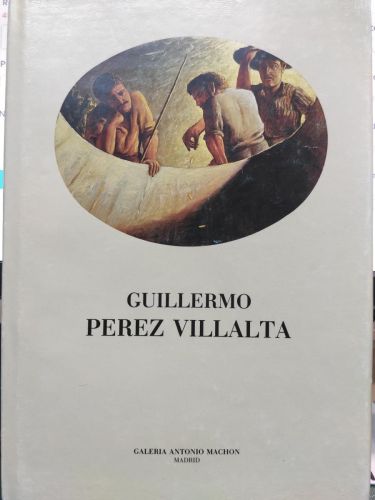 GUILLERMO
PEREZ VILLALTA
GALERIA ANTONIO MACHON
MADRID